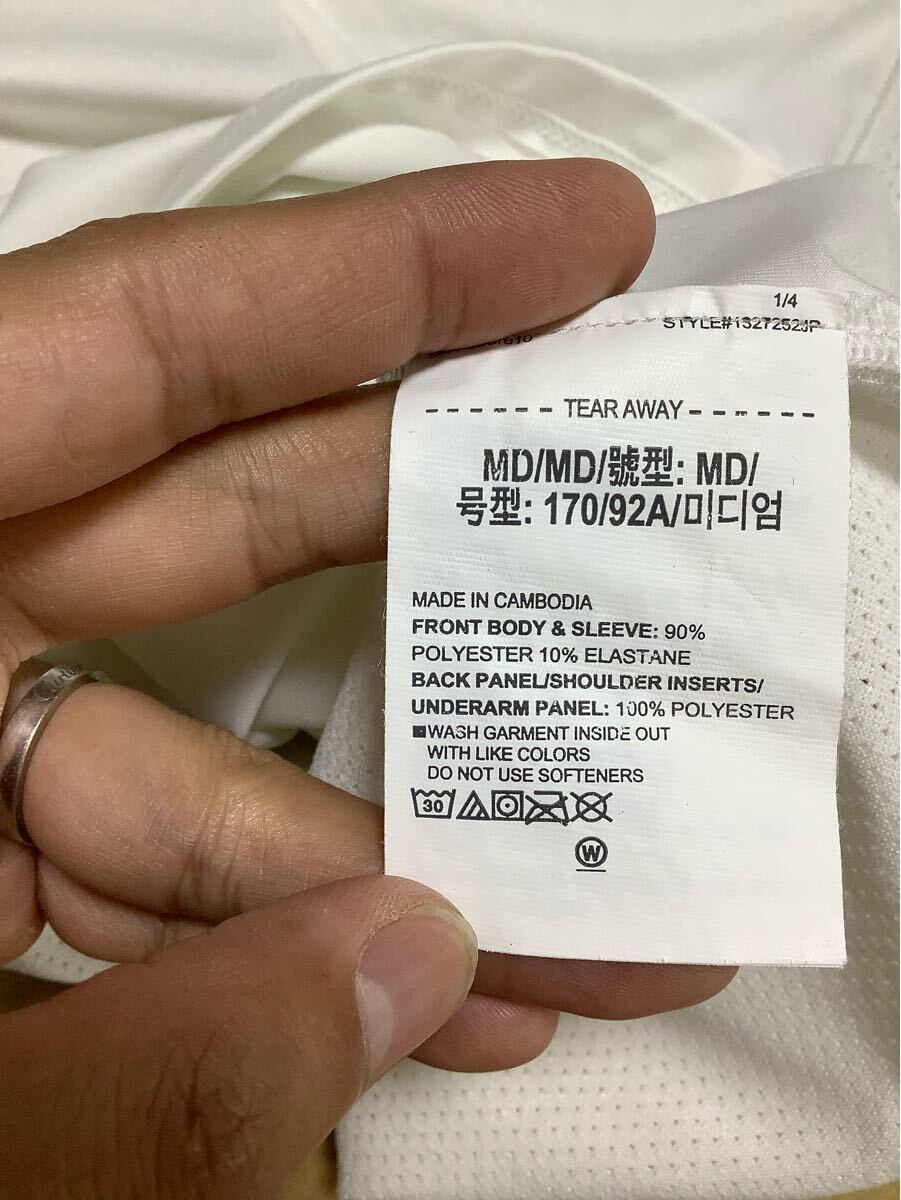 1/4
STYLE#1327252JP
TEAR AWAY
MD/MD/號型: MD/
号型: 170/92A/미디엄
MADE IN CAMBODIA
FRONT BODY & SLEEVE: 90%
POLYESTER 10% ELASTANE
BACK PANEL/SHOULDER INSERTS/
UNDERARM PANEL: 100% POLYESTER
WASH GARMENT INSIDE OUT
WITH LIKE COLORS
DO NOT USE SOFTENERS
30
W